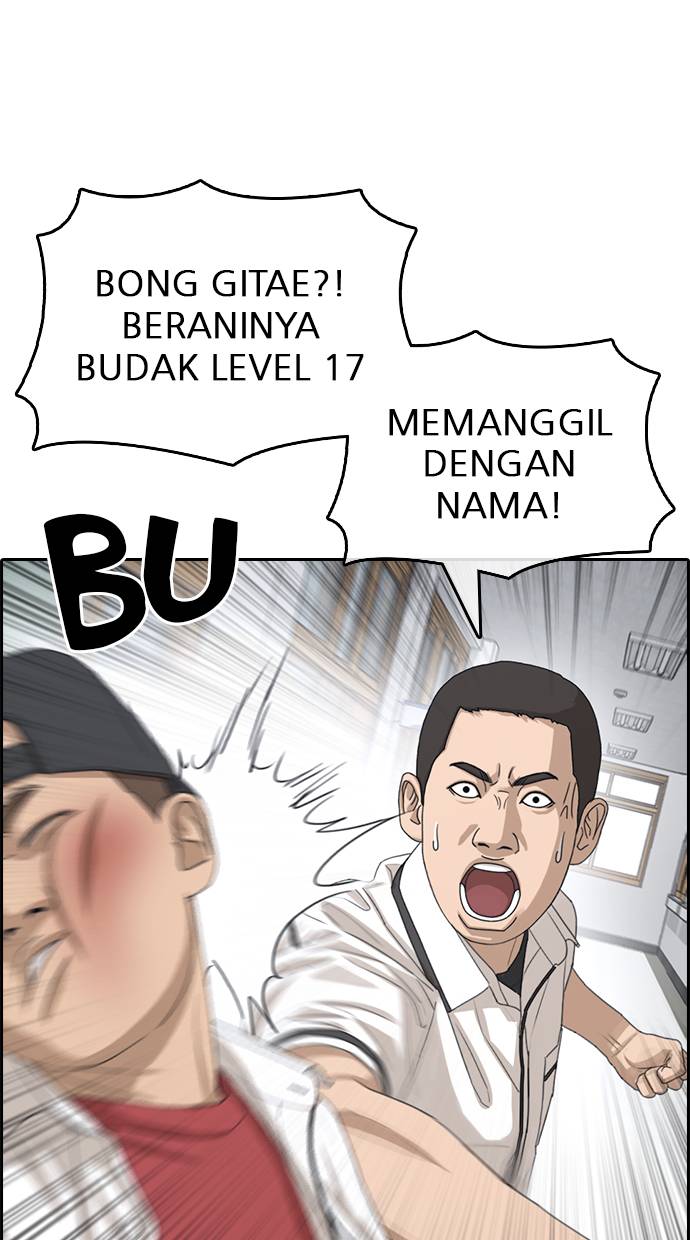 BONG GITAE?!
BERANINYA
BUDAK LEVEL 17
MEMANGGIL
DENGAN
NAMA!
BU